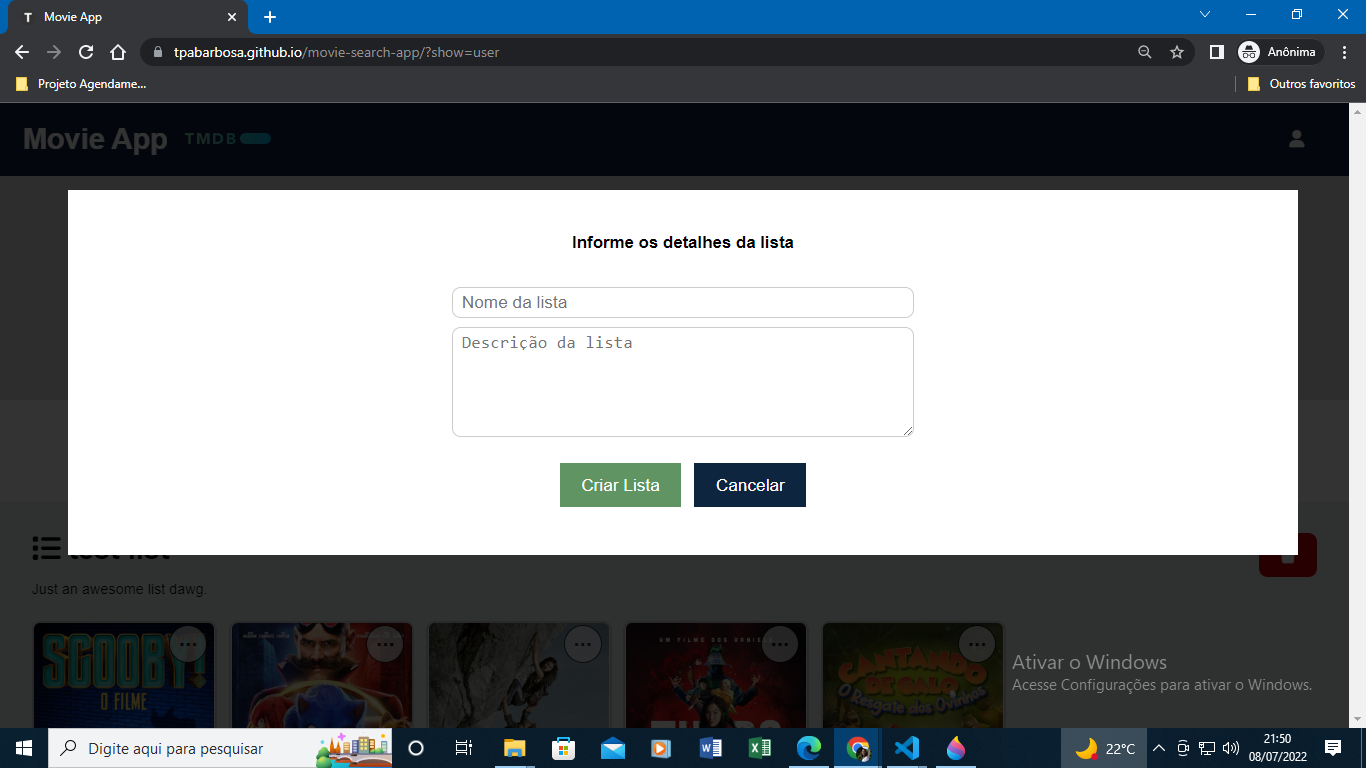 T Movie App
tpabarbosa.github.io/movie-search-app/?show=user
Anônima
Projeto Agendame...
Outros favoritos
Movie App
TMDB
Informe os detalhes da lista
Nome da lista
Descrição da lista
Criar Lista
Cancelar
Just an awesome list dawg.
SCOOBY!
O FILME
CANTANDO
DE GALO
O Resgate dos Ovinhos
Ativar o Windows
Acesse Configurações para ativar o Windows.
Digite aqui para pesquisar
22°C
21:50
08/07/2022